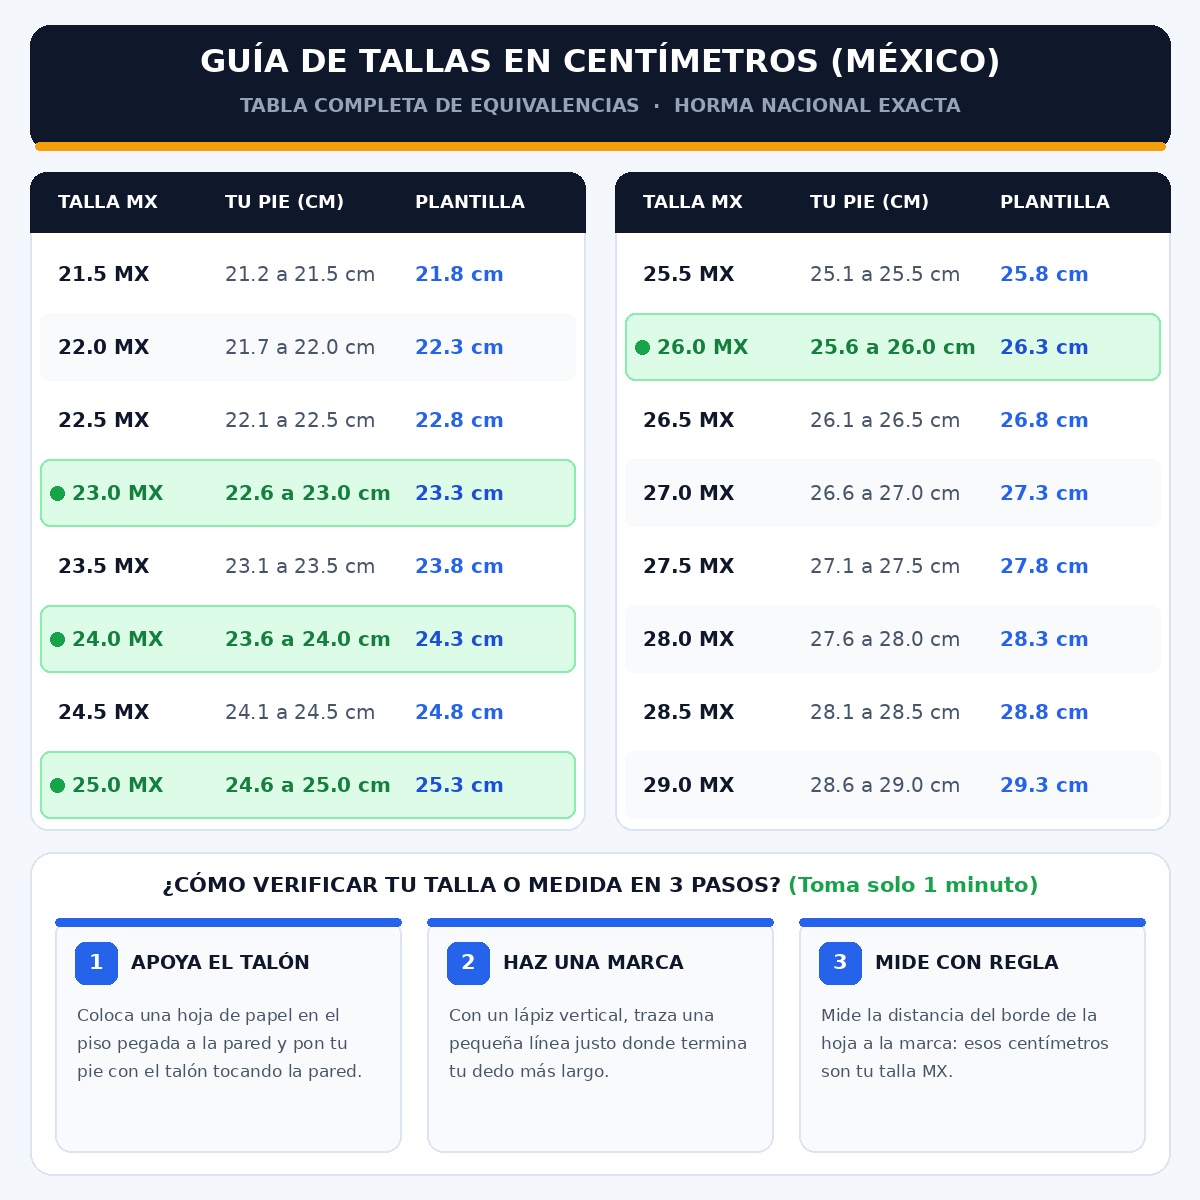 GUÍA DE TALLAS EN CENTÍMETROS (MÉXICO)
TABLA COMPLETA DE EQUIVALENCIAS · HORMA NACIONAL EXACTA
TALLA MX TU PIE (CM) PLANTILLA
21.5 MX 21.2 a 21.5 cm 21.8 cm
22.0 MX 21.7 a 22.0 cm 22.3 cm
22.5 MX 22.1 a 22.5 cm 22.8 cm
23.0 MX 22.6 a 23.0 cm 23.3 cm
23.5 MX 23.1 a 23.5 cm 23.8 cm
24.0 MX 23.6 a 24.0 cm 24.3 cm
24.5 MX 24.1 a 24.5 cm 24.8 cm
25.0 MX 24.6 a 25.0 cm 25.3 cm
TALLA MX TU PIE (CM) PLANTILLA
25.5 MX 25.1 a 25.5 cm 25.8 cm
26.0 MX 25.6 a 26.0 cm 26.3 cm
26.5 MX 26.1 a 26.5 cm 26.8 cm
27.0 MX 26.6 a 27.0 cm 27.3 cm
27.5 MX 27.1 a 27.5 cm 27.8 cm
28.0 MX 27.6 a 28.0 cm 28.3 cm
28.5 MX 28.1 a 28.5 cm 28.8 cm
29.0 MX 28.6 a 29.0 cm 29.3 cm
¿CÓMO VERIFICAR TU TALLA O MEDIDA EN 3 PASOS? (Toma solo 1 minuto)
1 APOYA EL TALÓN
Coloca una hoja de papel en el
piso pegada a la pared y pon tu
pie con el talón tocando la pared.
2 HAZ UNA MARCA
Con un lápiz vertical, traza una
pequeña línea justo donde termina
tu dedo más largo.
3 MIDE CON REGLA
Mide la distancia del borde de la
hoja a la marca: esos centímetros
son tu talla MX.